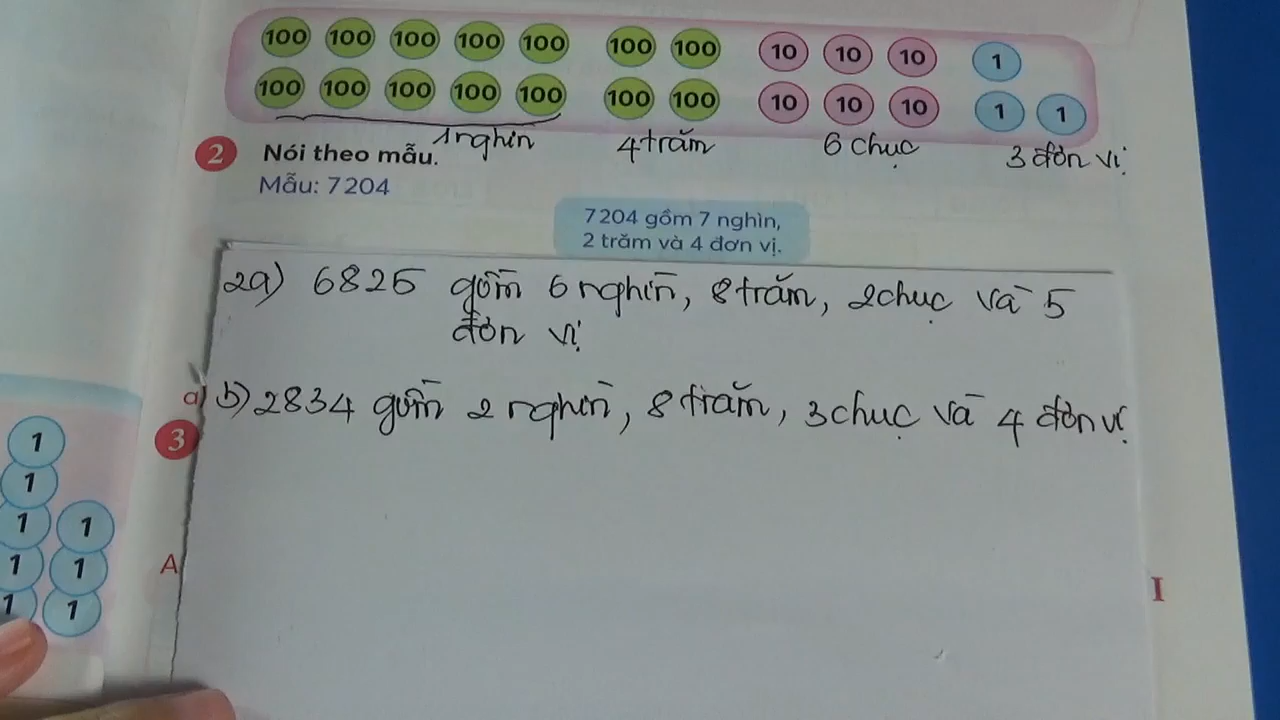 100 100 100 100 100 100 100 10 10 10 1
100 100 100 100 100 100 100 10 10 10 1 1
1 nghìn 4 trăm 6 chục 3 đơn vị
2 Nói theo mẫu.
Mẫu: 7204
7204 gồm 7 nghìn,
2 trăm và 4 đơn vị.
2a) 6825 gồm 6 nghìn, 8 trăm, 2 chục và 5
đơn vị
a) b) 2834 gồm 2 nghìn, 8 trăm, 3 chục và 4 đơn vị
3
1
1
1 1
1 1
1 1
A
I